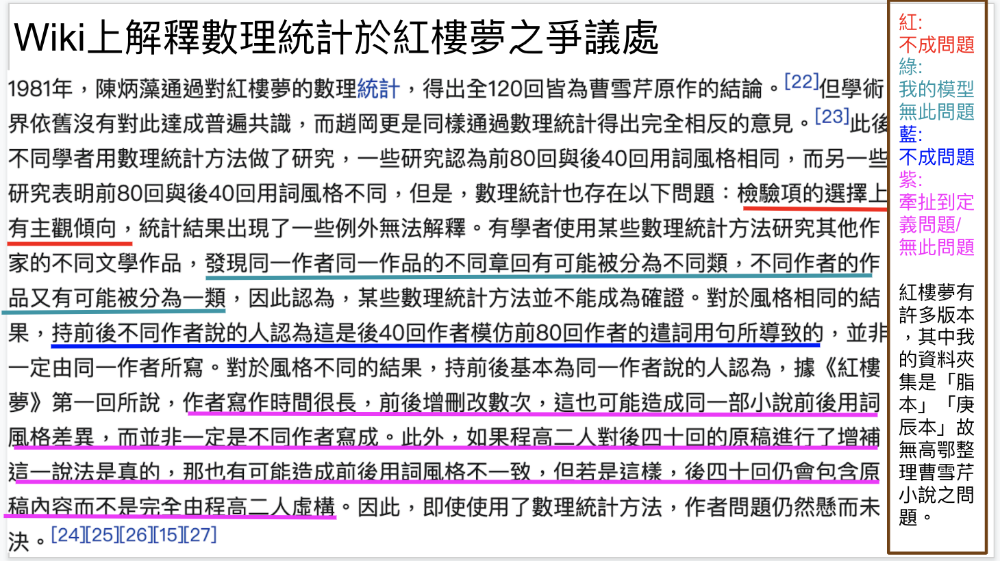 Wiki上解釋數理統計於紅樓夢之爭議處
1981年，陳炳藻通過對紅樓夢的數理統計，得出全120回皆為曹雪芹原作的結論。[22]但學術
界依舊沒有對此達成普遍共識，而趙岡更是同樣通過數理統計得出完全相反的意見。[23]此後
不同學者用數理統計方法做了研究，一些研究認為前80回與後40回用詞風格相同，而另一些
研究表明前80回與後40回用詞風格不同，但是，數理統計也存在以下問題：檢驗項的選擇上
有主觀傾向，統計結果出現了一些例外無法解釋。有學者使用某些數理統計方法研究其他作
家的不同文學作品，發現同一作者同一作品的不同章回有可能被分為不同類，不同作者的作
品又有可能被分為一類，因此認為，某些數理統計方法並不能成為確證。對於風格相同的結
果，持前後不同作者說的人認為這是後40回作者模仿前80回作者的遣詞用句所導致的，並非
一定由同一作者所寫。對於風格不同的結果，持前後基本為同一作者說的人認為，據《紅樓
夢》第一回所說，作者寫作時間很長，前後增刪改數次，這也可能造成同一部小說前後用詞
風格差異，而並非一定是不同作者寫成。此外，如果程高二人對後四十回的原稿進行了增補
這一說法是真的，那也有可能造成前後用詞風格不一致，但若是這樣，後四十回仍會包含原
稿內容而不是完全由程高二人虛構。因此，即使使用了數理統計方法，作者問題仍然懸而未
決。[24][25][26][15][27]
紅:
不成問題
綠:
我的模型
無此問題
藍:
不成問題
紫:
牽扯到定
義問題/
無此問題
紅樓夢有
許多版本
，其中我
的資料夾
集是「脂
本」「庚
辰本」故
無高鄂整
理曹雪芹
小說之問
題。